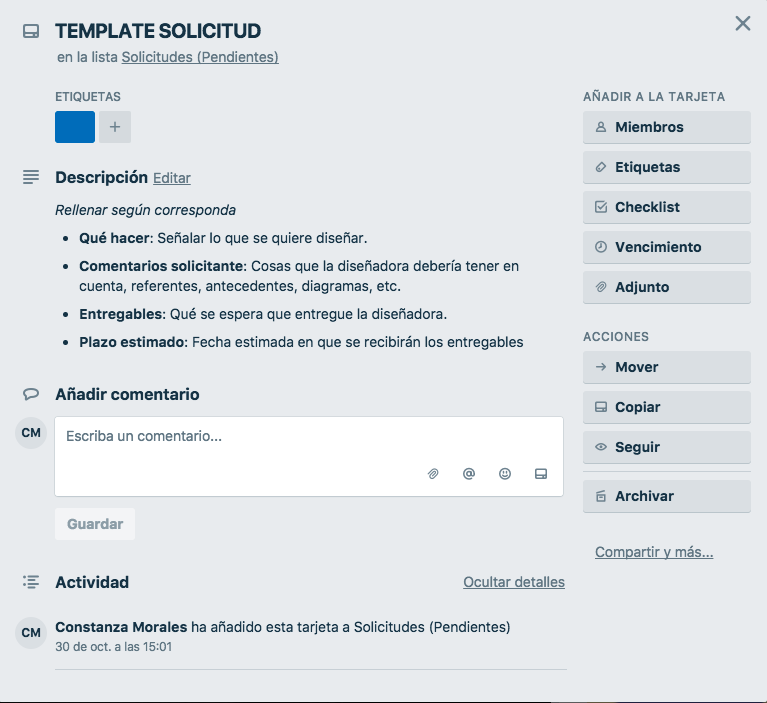 TEMPLATE SOLICITUD
en la lista Solicitudes (Pendientes)
ETIQUETAS
+
Descripción Editar
Rellenar según corresponda
• Qué hacer: Señalar lo que se quiere diseñar.
• Comentarios solicitante: Cosas que la diseñadora debería tener en
cuenta, referentes, antecedentes, diagramas, etc.
• Entregables: Qué se espera que entregue la diseñadora.
• Plazo estimado: Fecha estimada en que se recibirán los entregables
Añadir comentario
CM
Escriba un comentario...
Guardar
Actividad
Ocultar detalles
CM
Constanza Morales ha añadido esta tarjeta a Solicitudes (Pendientes)
30 de oct. a las 15:01
AÑADIR A LA TARJETA
Miembros
Etiquetas
Checklist
Vencimiento
Adjunto
ACCIONES
Mover
Copiar
Seguir
Archivar
Compartir y más...